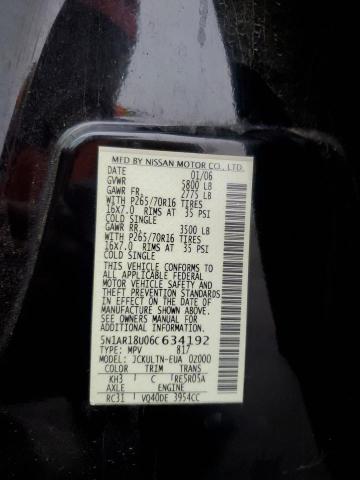 MFD BY NISSAN MOTOR CO., LTD.
DATE 01/06
GVWR 5800 LB
GAWR FR. 2775 LB
WITH P265/70R16 TIRES
16X7.0 RIMS AT 35 PSI
COLD SINGLE
GAWR RR. 3500 LB
WITH P265/70R16 TIRES
16X7.0 RIMS AT 35 PSI
COLD SINGLE
THIS VEHICLE CONFORMS TO
ALL APPLICABLE FEDERAL
MOTOR VEHICLE SAFETY
STANDARDS IN EFFECT ON THE
DATE OF MANUFACTURE SHOWN
ABOVE. SEE OWNERS MANUAL
FOR ADDITIONAL INFORMATION.
5N1AR18U06C634192
TYPE: MPV 817
MODEL: JCKULTN-EUA 02000
COLOR TRIM TRANS
KH3 C RE5R05A
AXLE ENGINE
RC31 VQ40DE 3954CC